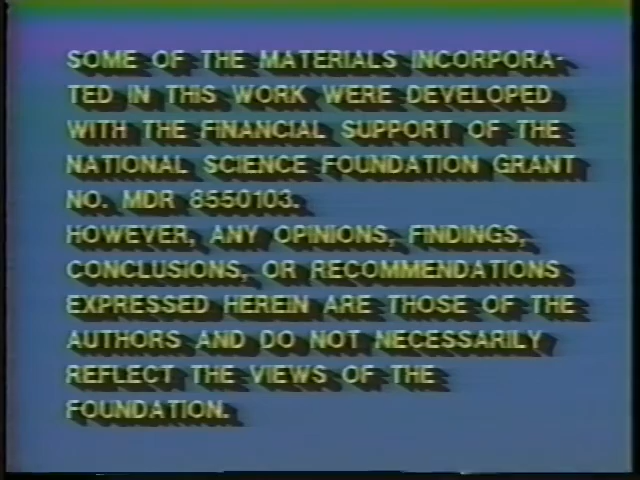 SOME OF THE MATERIALS INCORPORA-
TED IN THIS WORK WERE DEVELOPED
WITH THE FINANCIAL SUPPORT OF THE
NATIONAL SCIENCE FOUNDATION GRANT
NO. MDR 8550103.
HOWEVER, ANY OPINIONS, FINDINGS,
CONCLUSIONS, OR RECOMMENDATIONS
EXPRESSED HEREIN ARE THOSE OF THE
AUTHORS AND DO NOT NECESSARILY
REFLECT THE VIEWS OF THE
FOUNDATION.